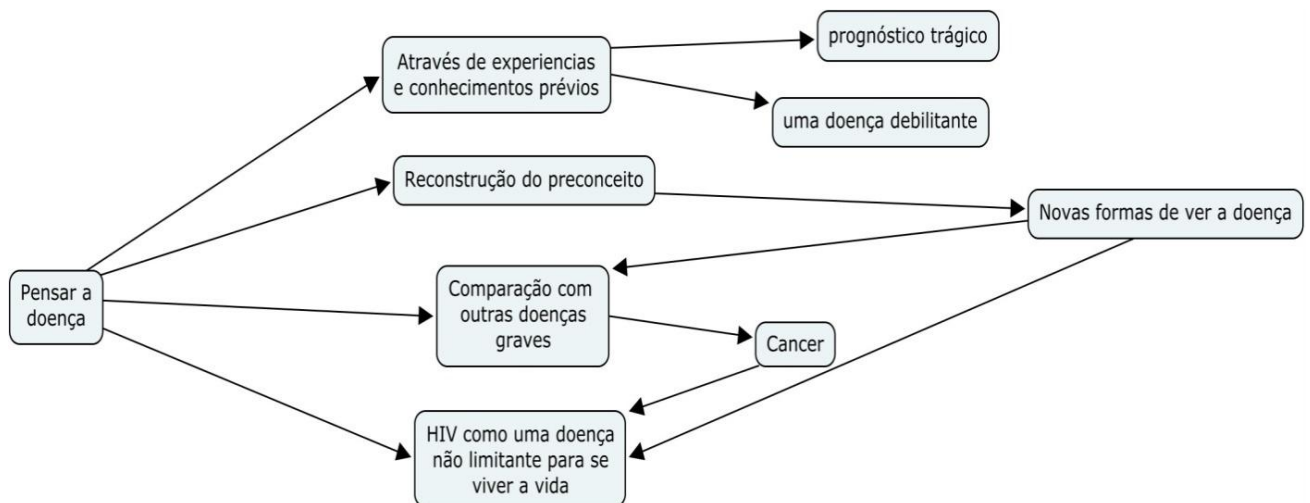 prognóstico trágico
Através de experiencias
e conhecimentos prévios
uma doença debilitante
Reconstrução do preconceito
Novas formas de ver a doença
Pensar a
doença
Comparação com
outras doenças
graves
Cancer
HIV como uma doença
não limitante para se
viver a vida